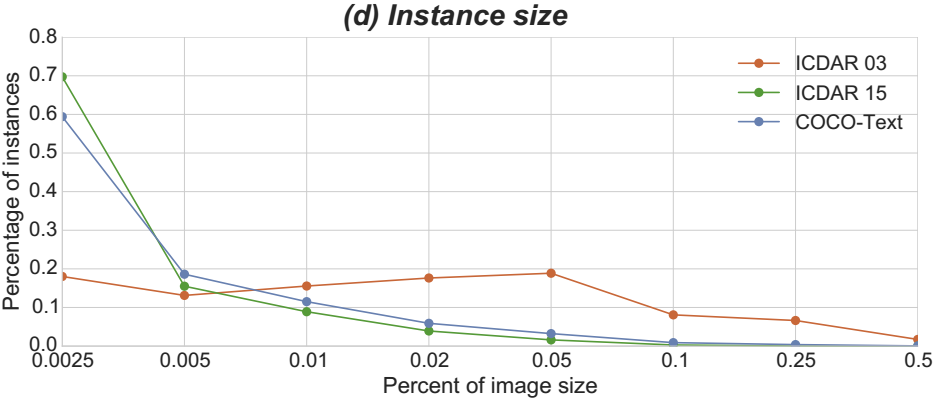 (d) Instance size
0.8
0.7
0.6
0.5
0.4
0.3
0.2
0.1
0.0
Percentage of instances
ICDAR 03
ICDAR 15
COCO-Text
0.0025 0.005 0.01 0.02 0.05 0.1 0.25 0.5
Percent of image size